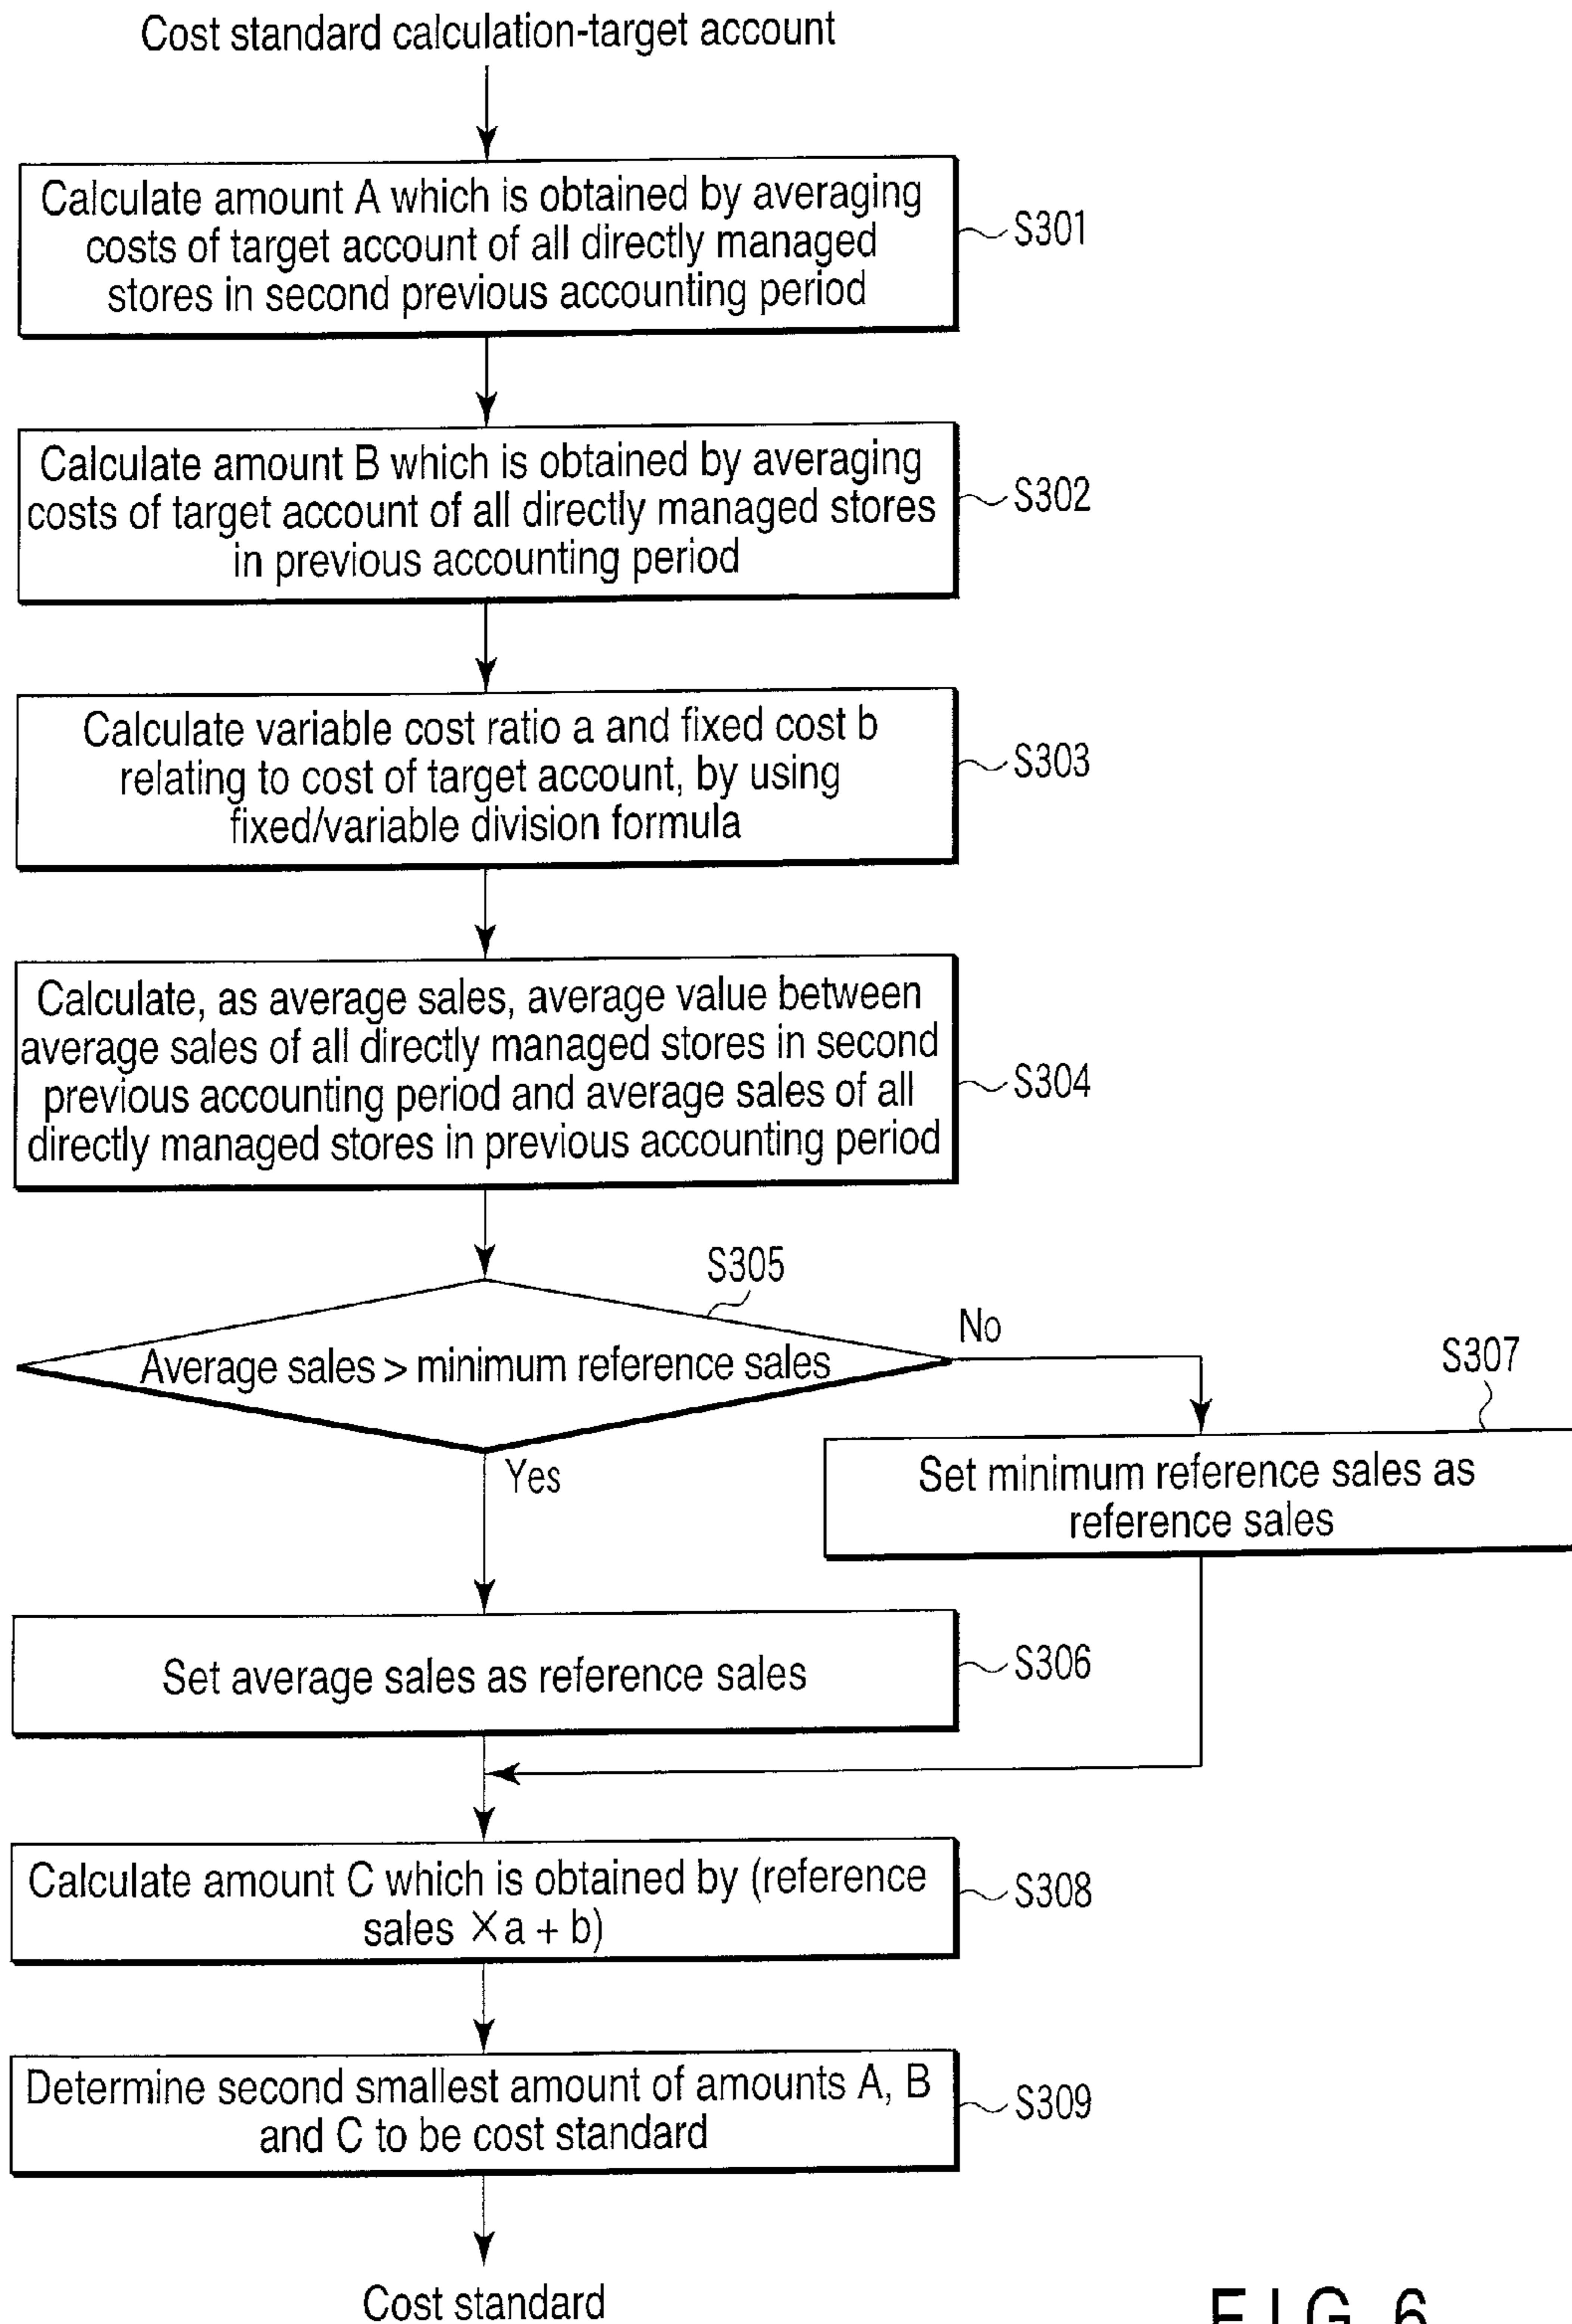 Cost standard calculation-target account
Calculate amount A which is obtained by averaging
costs of target account of all directly managed
stores in second previous accounting period
S301
Calculate amount B which is obtained by averaging
costs of target account of all directly managed stores
in previous accounting period
S302
Calculate variable cost ratio a and fixed cost b
relating to cost of target account, by using
fixed/variable division formula
S303
Calculate, as average sales, average value between
average sales of all directly managed stores in second
previous accounting period and average sales of all
directly managed stores in previous accounting period
S304
S305
Average sales > minimum reference sales
No
Yes
S307
Set minimum reference sales as
reference sales
Set average sales as reference sales
S306
Calculate amount C which is obtained by (reference
sales ×a + b)
S308
Determine second smallest amount of amounts A, B
and C to be cost standard
S309
Cost standard
FIG. 6